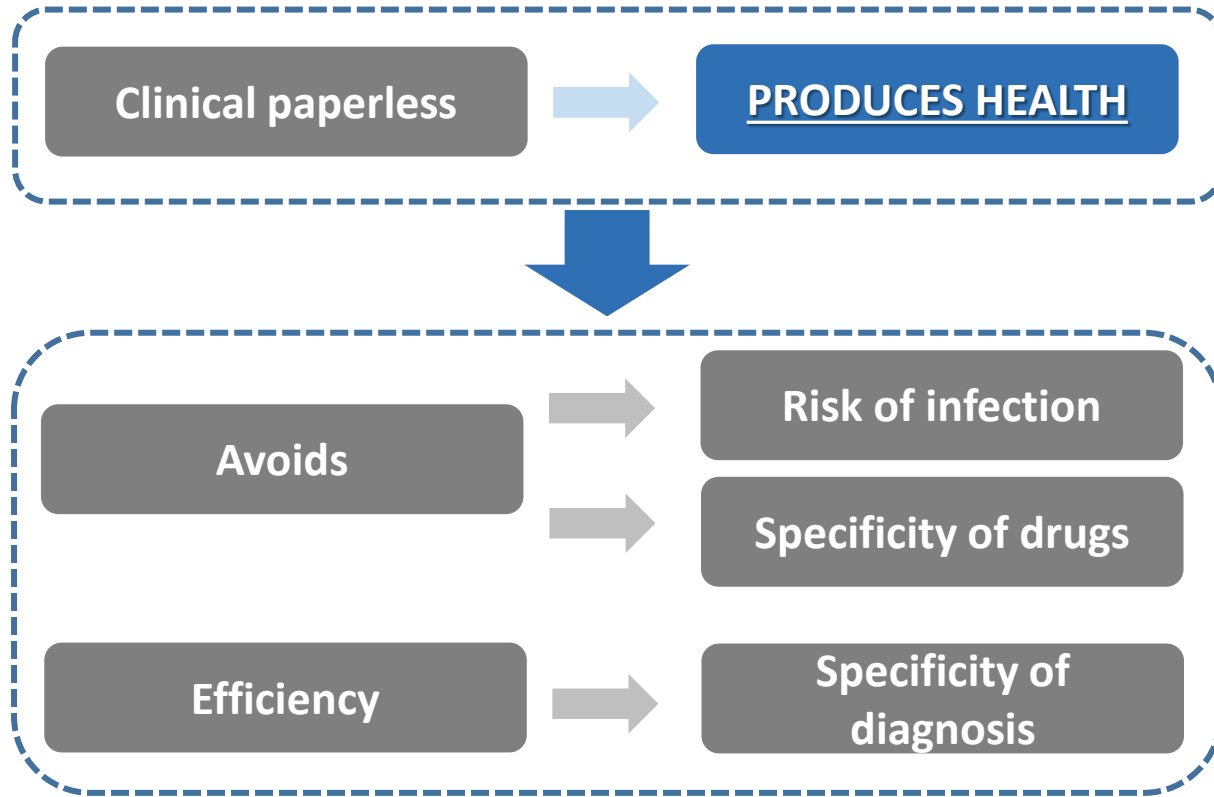 Clinical paperless
PRODUCES HEALTH
Risk of infection
Avoids
Specificity of drugs
Efficiency
Specificity of
diagnosis